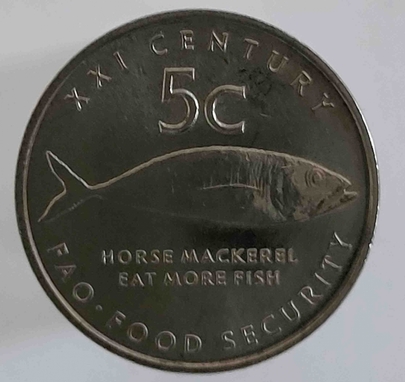 XXI CENTURY
5c
HORSE MACKEREL
EAT MORE FISH
FAO · FOOD SECURITY